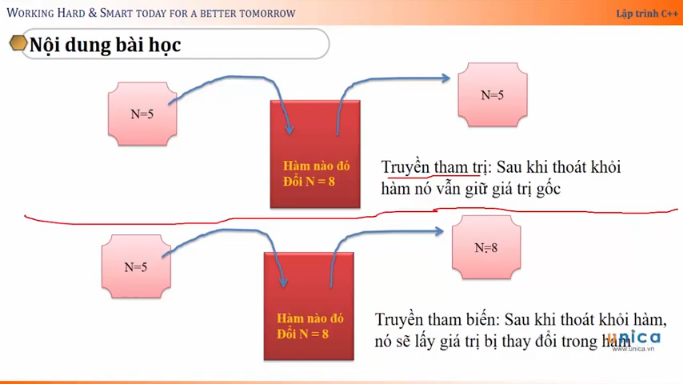 WORKING HARD & SMART TODAY FOR A BETTER TOMORROW
Lập trình C++
Nội dung bài học
N=5
N=5
Hàm nào đó
Đổi N = 8
Truyền tham trị: Sau khi thoát khỏi
hàm nó vẫn giữ giá trị gốc
N=5
N=8
Hàm nào đó
Đổi N = 8
Truyền tham biến: Sau khi thoát khỏi hàm,
nó sẽ lấy giá trị bị thay đổi trong hàm
unica
www.unica.vn